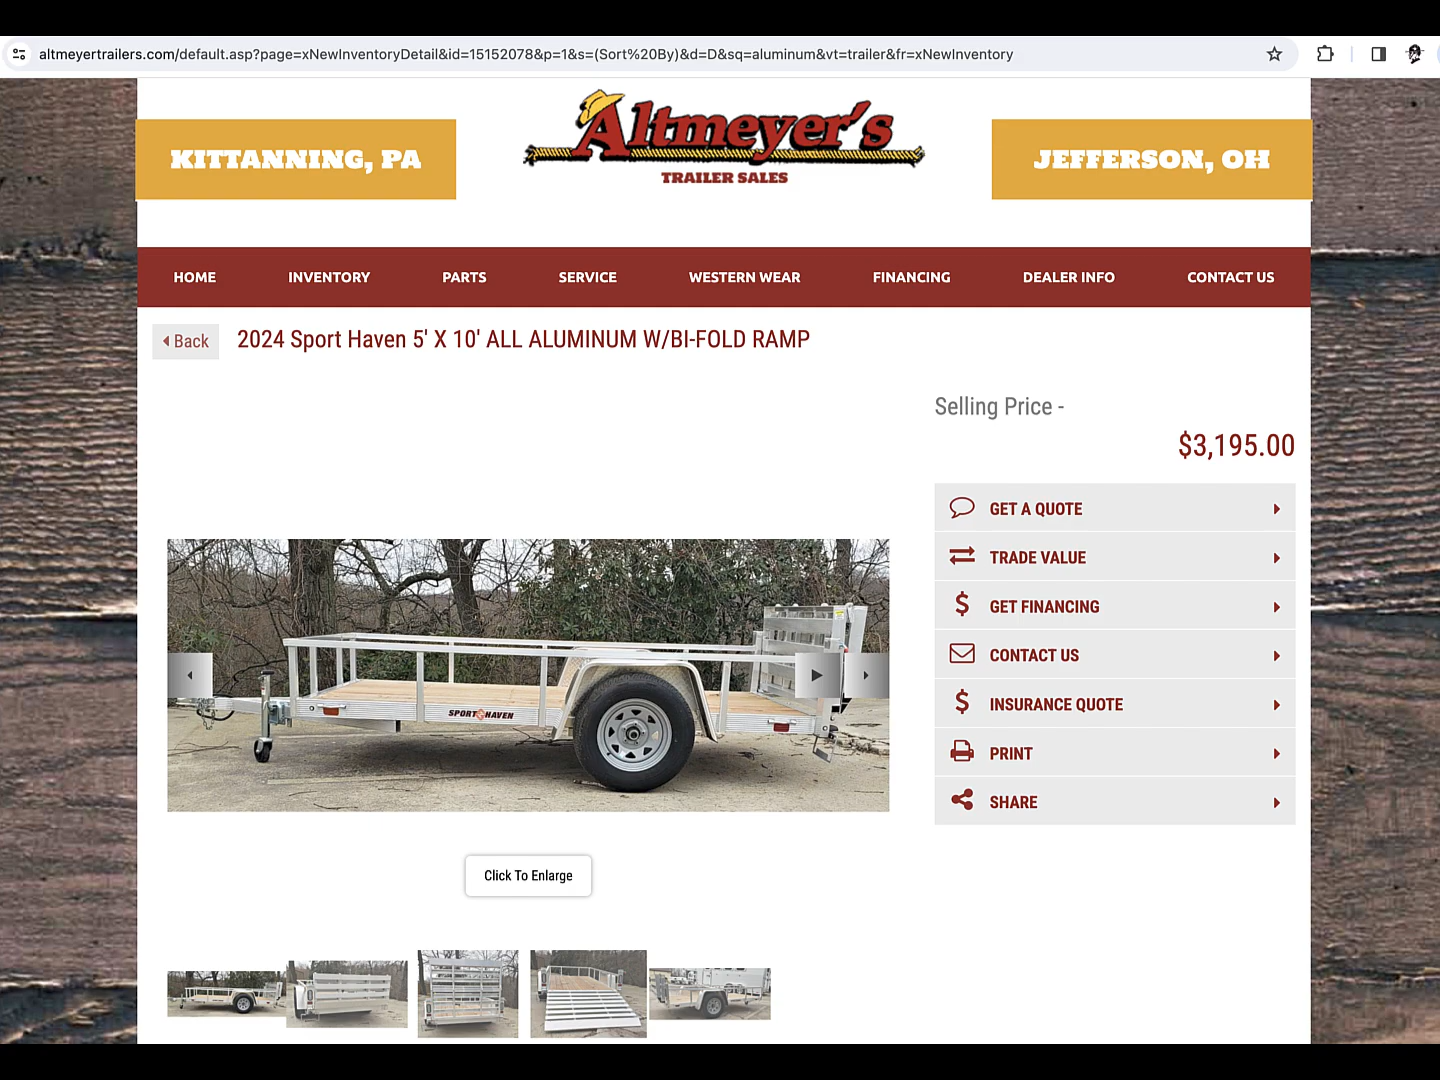 altmeyertrailers.com/default.asp?page=xNewInventoryDetail&id=15152078&p=1&s=(Sort%20By)&d=D&sq=aluminum&vt=trailer&fr=xNewInventory
KITTANNING, PA
Altmeyer's
TRAILER SALES
JEFFERSON, OH
HOME INVENTORY PARTS SERVICE WESTERN WEAR FINANCING DEALER INFO CONTACT US
Back
2024 Sport Haven 5' X 10' ALL ALUMINUM W/BI-FOLD RAMP
Selling Price -
$3,195.00
GET A QUOTE
TRADE VALUE
GET FINANCING
CONTACT US
INSURANCE QUOTE
PRINT
SHARE
SPORT HAVEN
Click To Enlarge